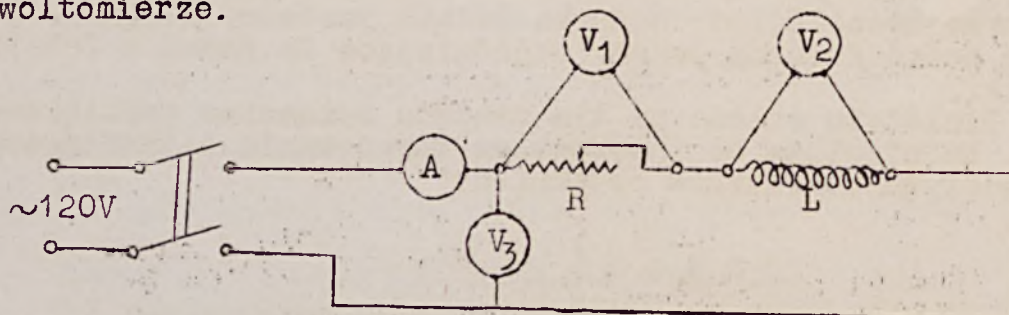 woltomierze.
V1 V2
A
R L
~120V
V3